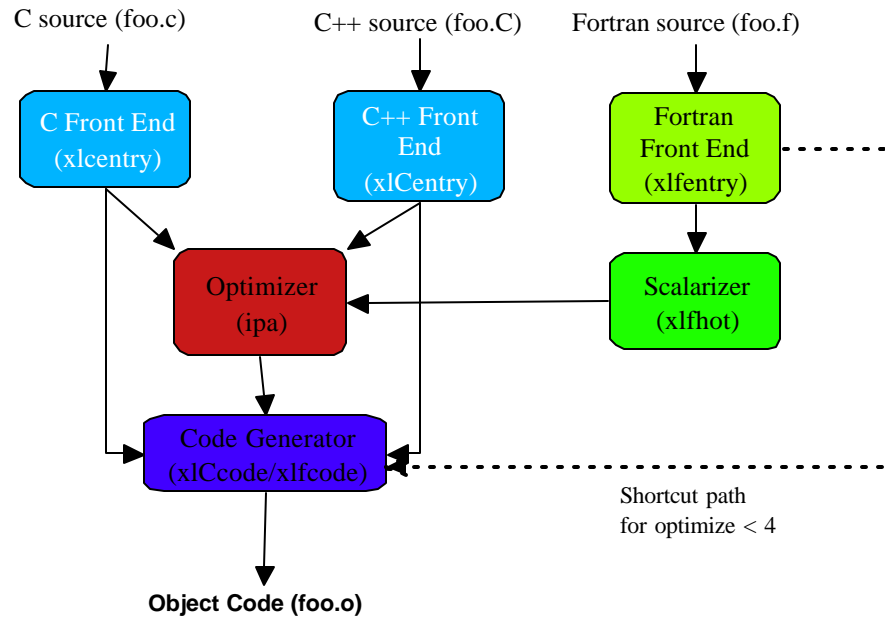 C source (foo.c)
C++ source (foo.C)
Fortran source (foo.f)
C Front End
(xlcentry)
C++ Front
End
(xlCentry)
Fortran
Front End
(xlfentry)
Optimizer
(ipa)
Scalarizer
(xlfhot)
Code Generator
(xlCcode/xlfcode)
Shortcut path
for optimize < 4
Object Code (foo.o)